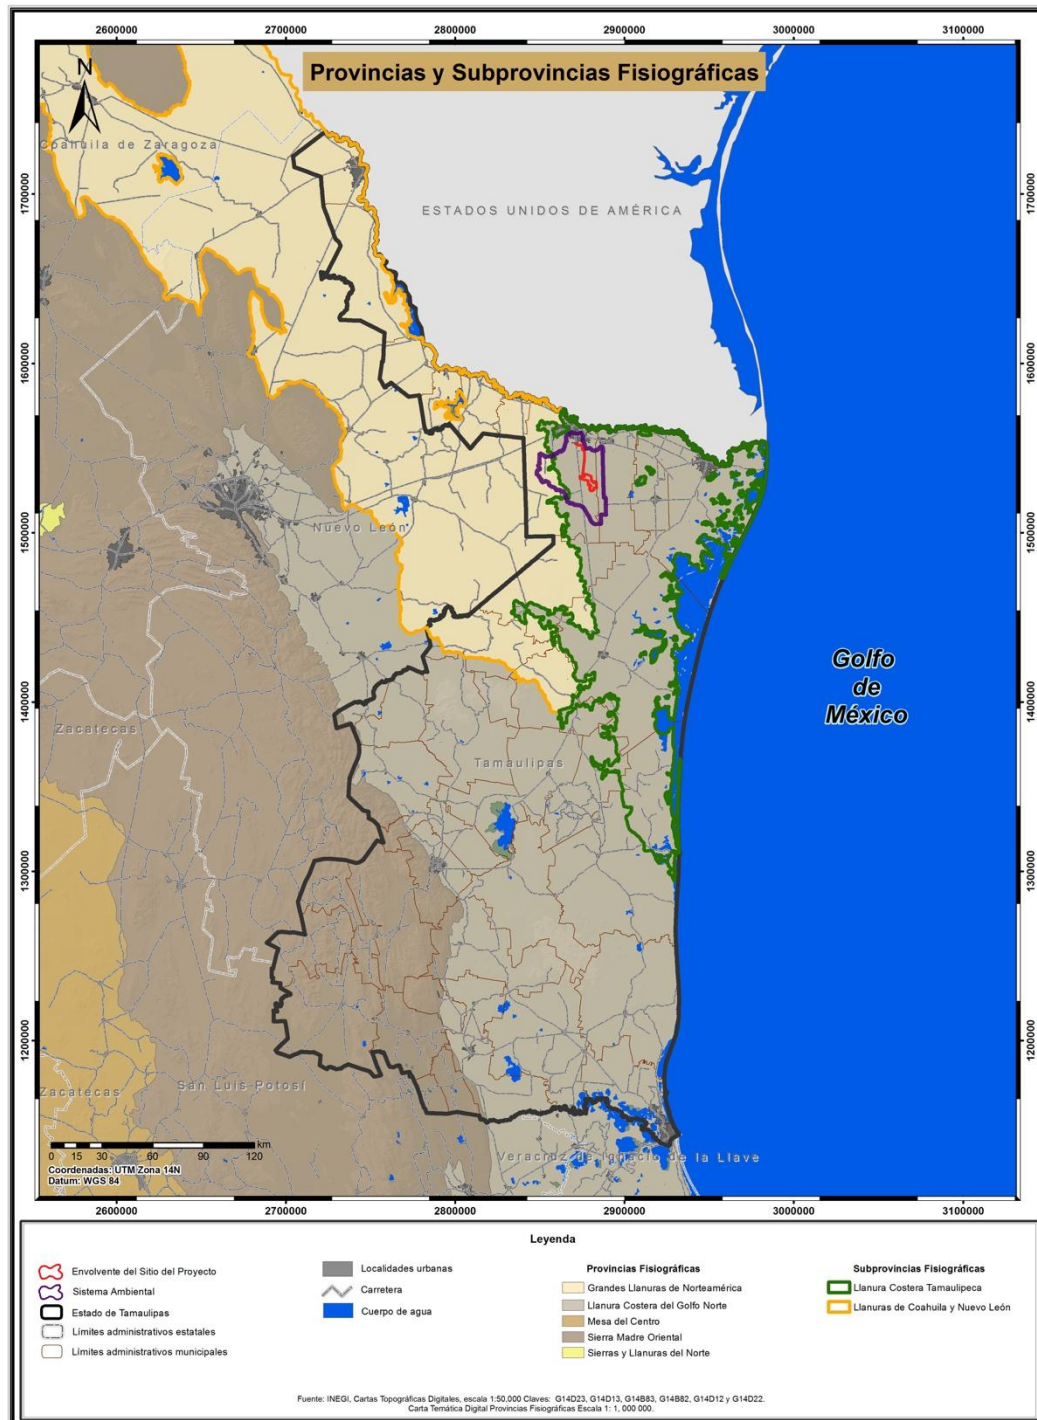 2600000 2700000 2800000 2900000 3000000 3100000
Provincias y Subprovincias Fisiográficas
N
Coahuila de Zaragoza
1700000 1700000
ESTADOS UNIDOS DE AMÉRICA
1600000 1600000
Nuevo León
1500000 1500000
Golfo
de
México
1400000 1400000
Zacatecas
Tamaulipas
1300000 1300000
1200000 1200000
Zacatecas
San Luis Potosí
km
0 15 30 60 90 120
Veracruz de Ignacio de la Llave
Coordenadas: UTM Zona 14N
Datum: WGS 84
2600000 2700000 2800000 2900000 3000000 3100000
Leyenda
Envolvente del Sitio del Proyecto
Sistema Ambiental
Estado de Tamaulipas
Límites administrativos estatales
Límites administrativos municipales
Localidades urbanas
Carretera
Cuerpo de agua
Provincias Fisiográficas
Grandes Llanuras de Norteamérica
Llanura Costera del Golfo Norte
Mesa del Centro
Sierra Madre Oriental
Sierras y Llanuras del Norte
Subprovincias Fisiográficas
Llanura Costera Tamaulipeca
Llanuras de Coahuila y Nuevo León
Fuente: INEGI, Cartas Topográficas Digitales, escala 1:50,000 Claves: G14D23, G14D13, G14B83, G14B82, G14D12 y G14D22.
Carta Temática Digital Provincias Fisiográficas Escala 1: 1, 000 000.